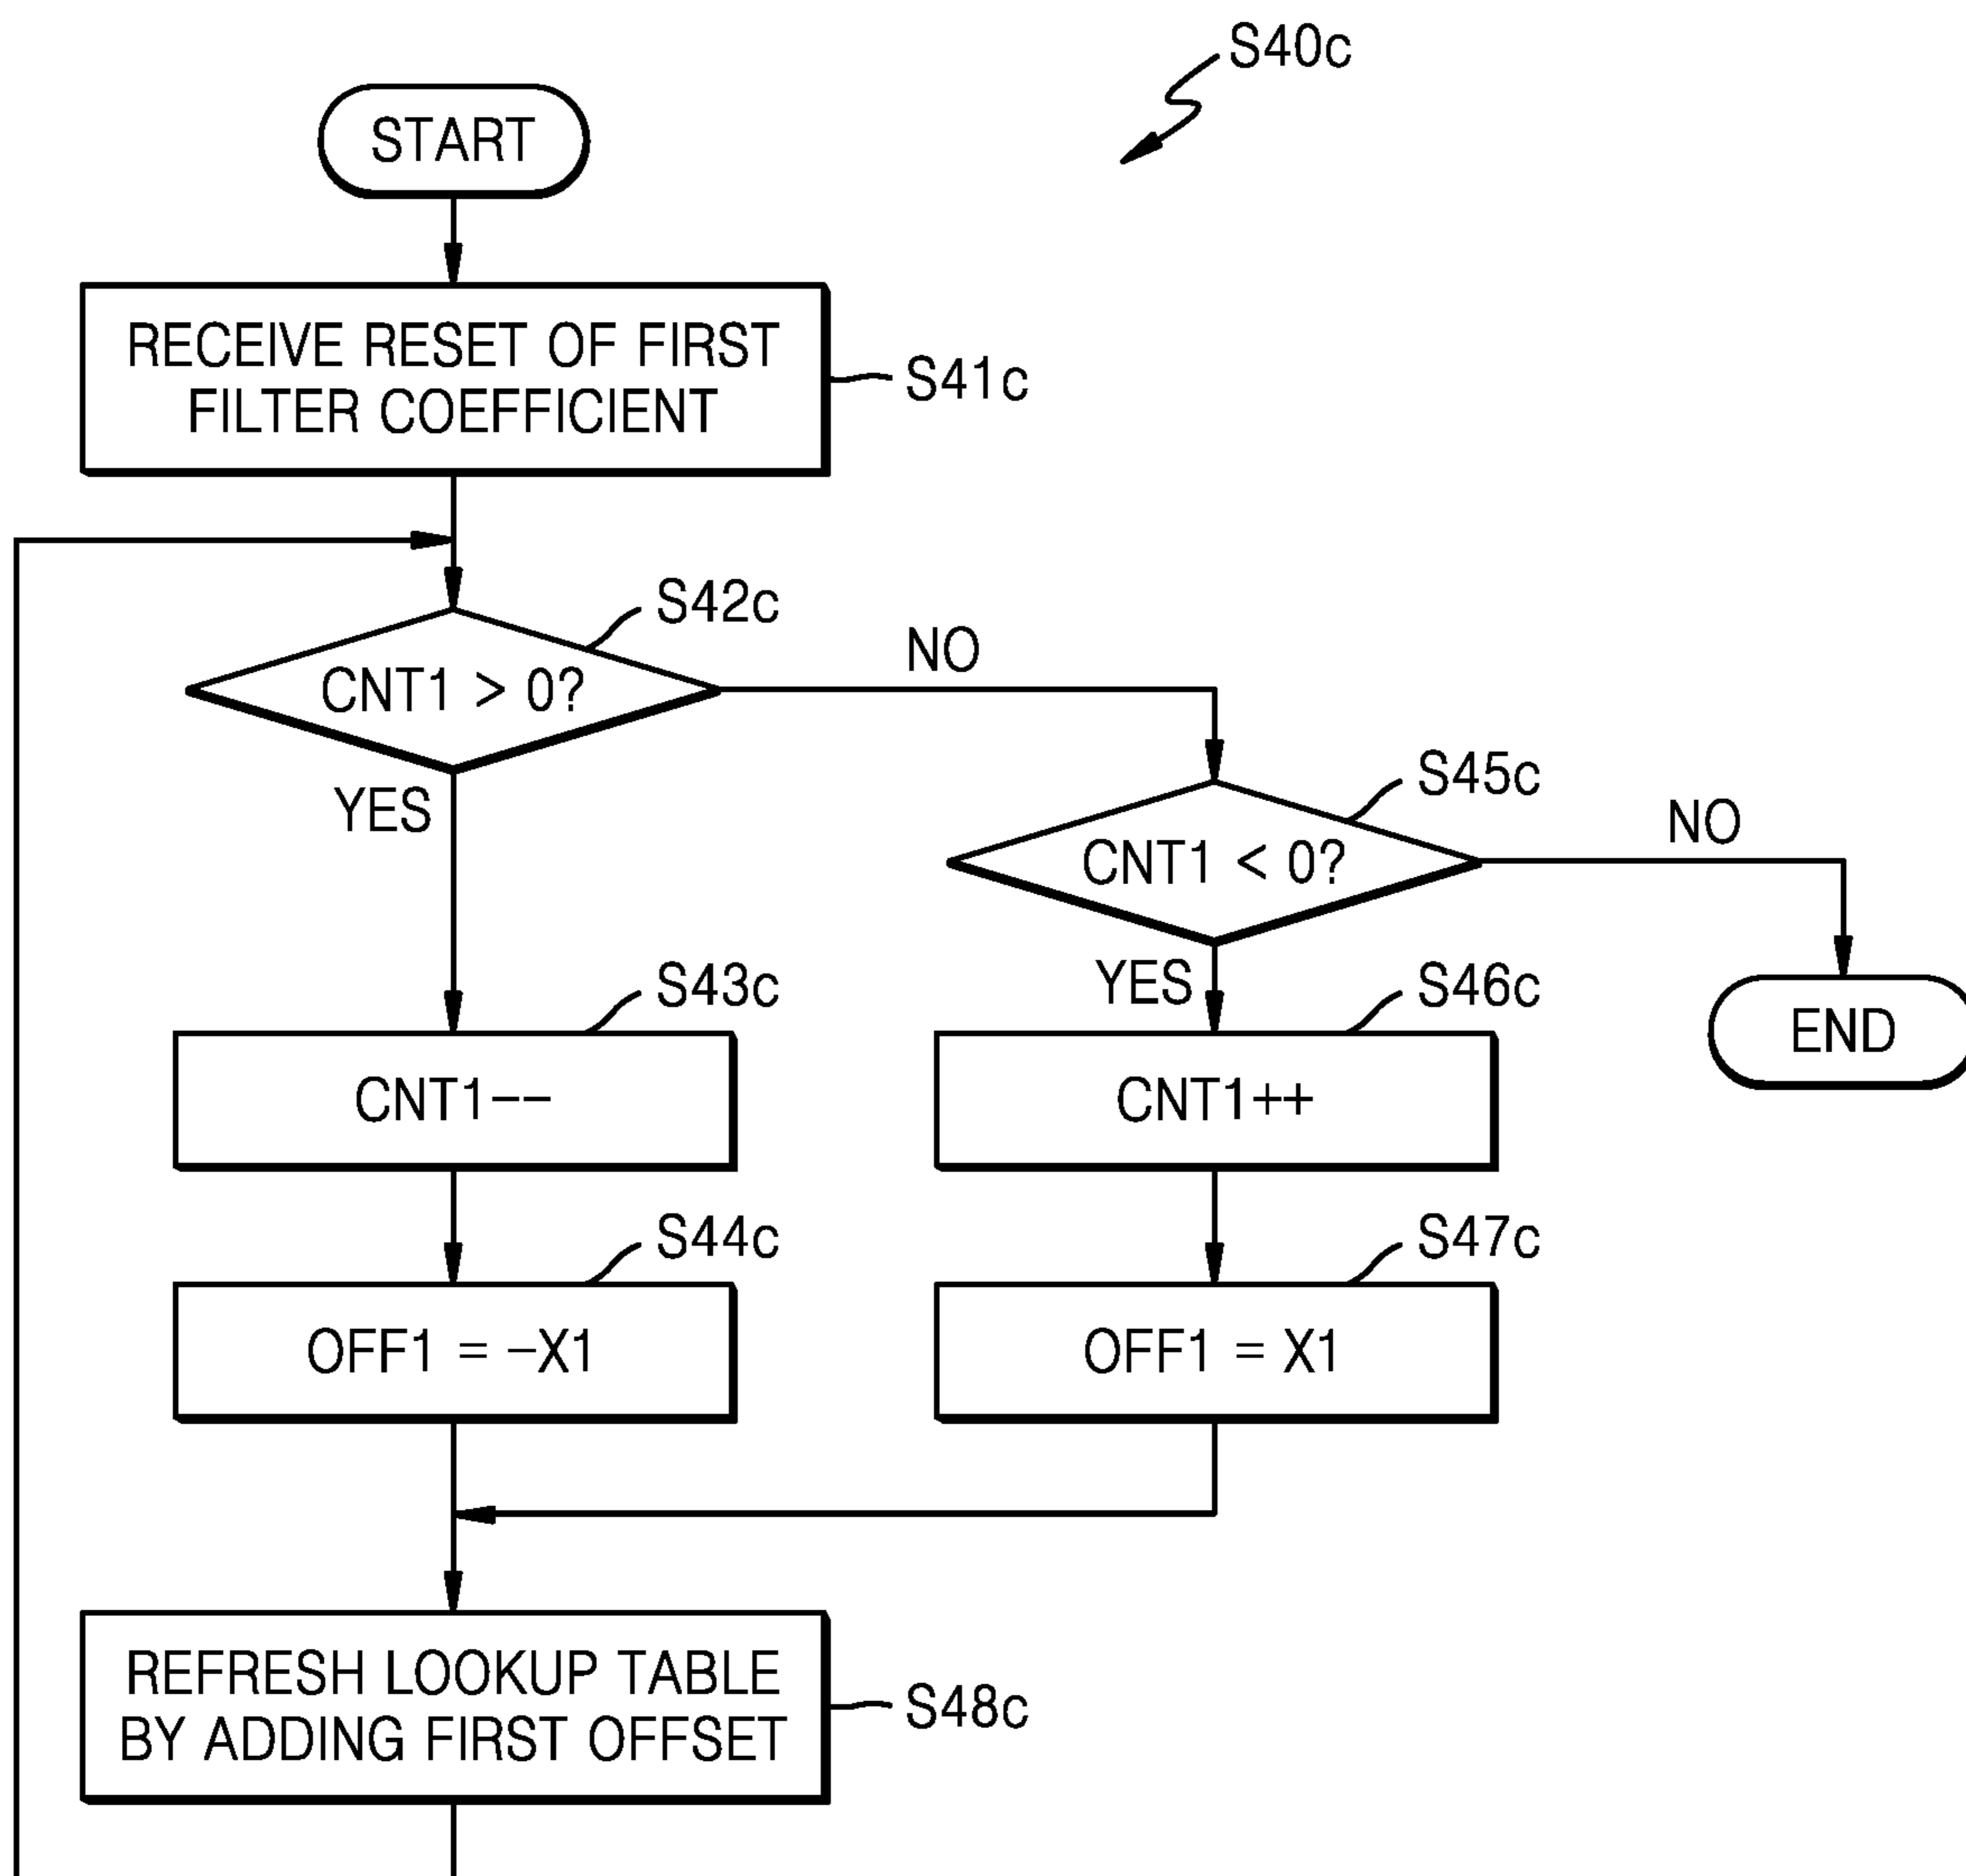 S40c
START
RECEIVE RESET OF FIRST
FILTER COEFFICIENT
S41c
S42c
CNT1 > 0?
NO
YES
S45c
CNT1 < 0?
NO
YES
END
S43c
CNT1--
S46c
CNT1++
S44c
OFF1 = -X1
S47c
OFF1 = X1
REFRESH LOOKUP TABLE
BY ADDING FIRST OFFSET
S48c